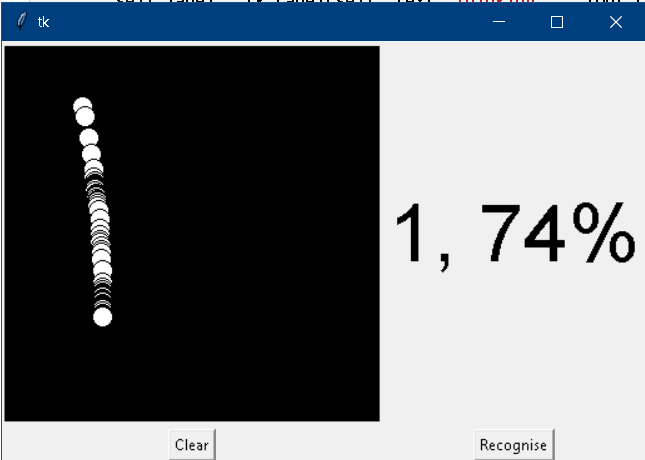 tk
1, 74%
Clear
Recognise